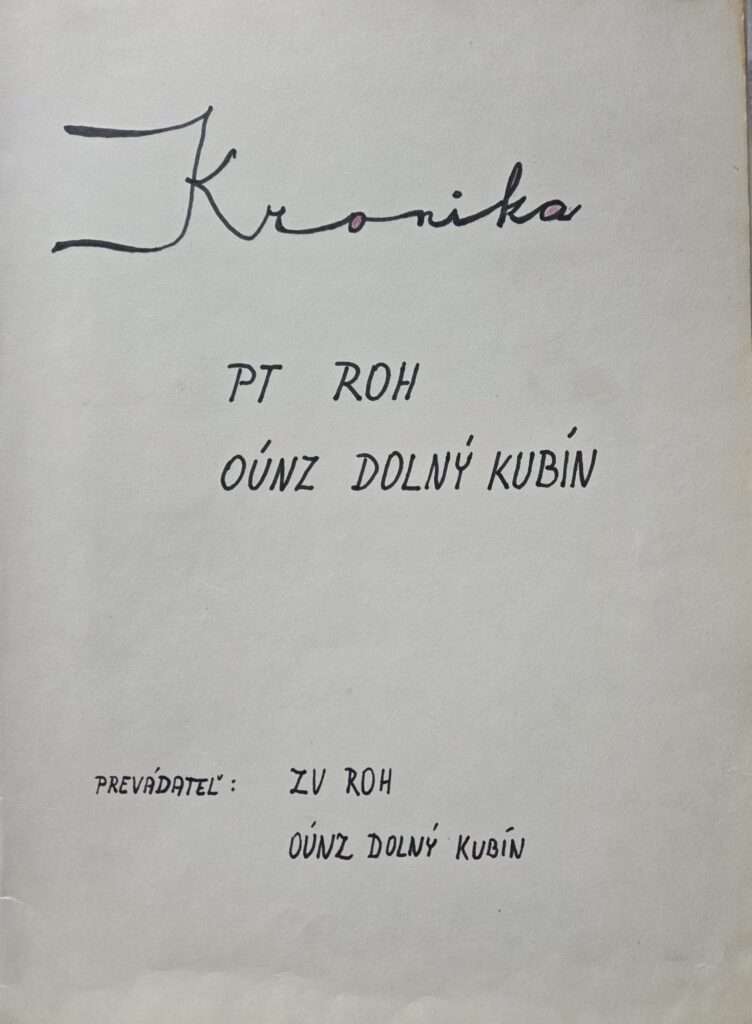 Kronika
PT ROH
OÚNZ DOLNÝ KUBÍN
PREVÁDATEĽ: ZV ROH
OÚNZ DOLNÝ KUBÍN